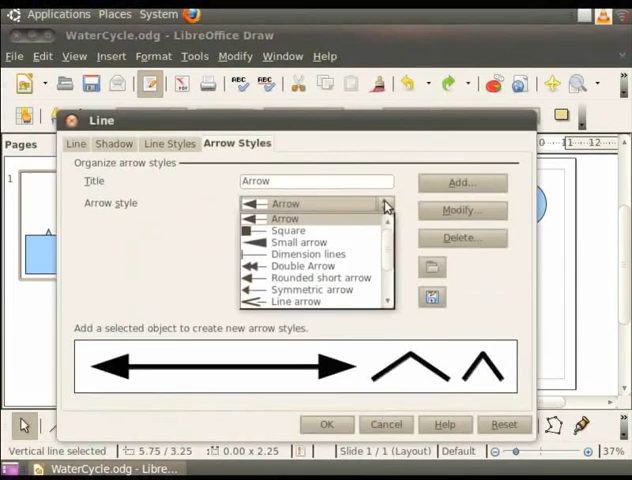 Applications Places System
WaterCycle.odg - LibreOffice Draw
File Edit View Insert Format Tools Modify Window Help
Line
Pages
11 12
Line Shadow Line Styles Arrow Styles
Organize arrow styles
Title Arrow Add...
Arrow style Arrow Modify...
Arrow
Square
Small arrow Delete...
Dimension lines
Double Arrow
Rounded short arrow
Symmetric arrow
Line arrow
1
Add a selected object to create new arrow styles.
OK Cancel Help Reset
Vertical line selected 5.75 / 3.25 0.00 x 2.25 Slide 1 / 1 (Layout) Default 37%
WaterCycle.odg - Libre...